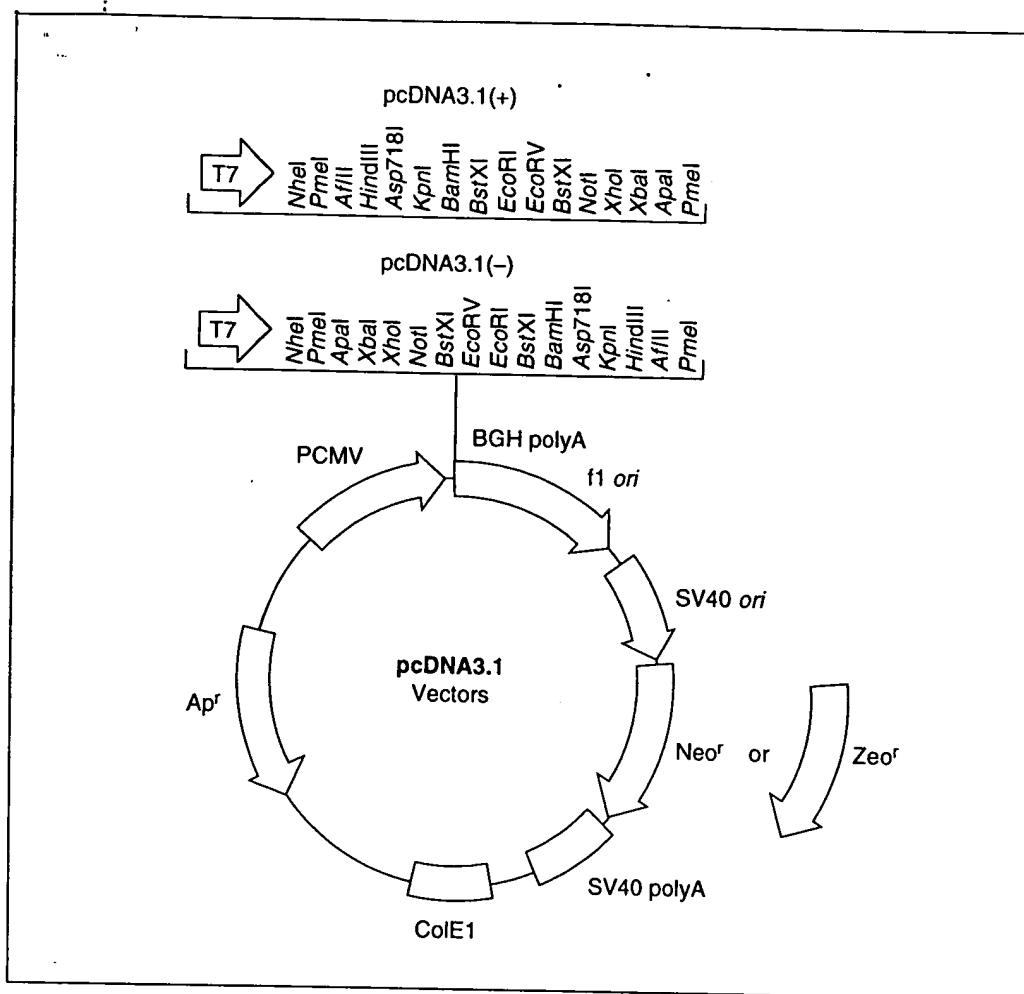 pcDNA3.1(+)
T7 NheI PmeI AflII HindIII Asp718I KpnI BamHI BstXI EcoRI EcoRV BstXI NotI XhoI XbaI ApaI PmeI
pcDNA3.1(–)
T7 NheI PmeI ApaI XbaI XhoI NotI BstXI EcoRV EcoRI BstXI BamHI Asp718I KpnI HindIII AflII PmeI
BGH polyA
PCMV
f1 ori
SV40 ori
pcDNA3.1
Vectors
Apʳ
Neoʳ or Zeoʳ
SV40 polyA
ColE1